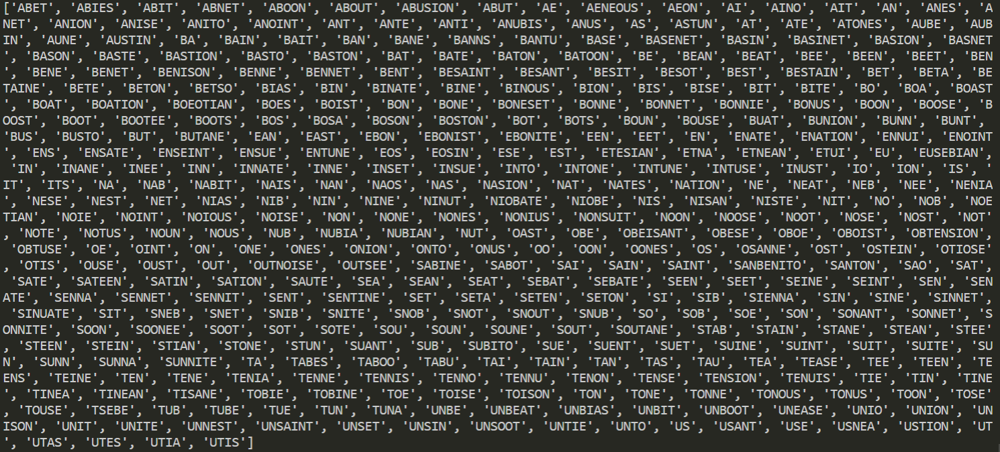 ['ABET', 'ABIES', 'ABIT', 'ABNET', 'ABOON', 'ABOUT', 'ABUSION', 'ABUT', 'AE', 'AENEOUS', 'AEON', 'AI', 'AINO', 'AIT', 'AN', 'ANES', 'A
NET', 'ANION', 'ANISE', 'ANITO', 'ANOINT', 'ANT', 'ANTE', 'ANTI', 'ANUBIS', 'ANUS', 'AS', 'ASTUN', 'AT', 'ATE', 'ATONES', 'AUBE', 'AUB
IN', 'AUNE', 'AUSTIN', 'BA', 'BAIN', 'BAIT', 'BAN', 'BANE', 'BANNS', 'BANTU', 'BASE', 'BASENET', 'BASIN', 'BASINET', 'BASION', 'BASNET
', 'BASON', 'BASTE', 'BASTION', 'BASTO', 'BASTON', 'BAT', 'BATE', 'BATON', 'BATOON', 'BE', 'BEAN', 'BEAT', 'BEE', 'BEEN', 'BEET', 'BEN
', 'BENE', 'BENET', 'BENISON', 'BENNE', 'BENNET', 'BENT', 'BESAINT', 'BESANT', 'BESIT', 'BESOT', 'BEST', 'BESTAIN', 'BET', 'BETA', 'BE
TAINE', 'BETE', 'BETON', 'BETSO', 'BIAS', 'BIN', 'BINATE', 'BINE', 'BINOUS', 'BION', 'BIS', 'BISE', 'BIT', 'BITE', 'BO', 'BOA', 'BOAST
', 'BOAT', 'BOATION', 'BOEOTIAN', 'BOES', 'BOIST', 'BON', 'BONE', 'BONESET', 'BONNE', 'BONNET', 'BONNIE', 'BONUS', 'BOON', 'BOOSE', 'B
OOST', 'BOOT', 'BOOTEE', 'BOOTS', 'BOS', 'BOSA', 'BOSON', 'BOSTON', 'BOT', 'BOTS', 'BOUN', 'BOUSE', 'BUAT', 'BUNION', 'BUNN', 'BUNT',
'BUS', 'BUSTO', 'BUT', 'BUTANE', 'EAN', 'EAST', 'EBON', 'EBONIST', 'EBONITE', 'EEN', 'EET', 'EN', 'ENATE', 'ENATION', 'ENNUI', 'ENOINT
', 'ENS', 'ENSATE', 'ENSEINT', 'ENSUE', 'ENTUNE', 'EOS', 'EOSIN', 'ESE', 'EST', 'ETESIAN', 'ETNA', 'ETNEAN', 'ETUI', 'EU', 'EUSEBIAN',
'IN', 'INANE', 'INEE', 'INN', 'INNATE', 'INNE', 'INSET', 'INSUE', 'INTO', 'INTONE', 'INTUNE', 'INTUSE', 'INUST', 'IO', 'ION', 'IS', '
IT', 'ITS', 'NA', 'NAB', 'NABIT', 'NAIS', 'NAN', 'NAOS', 'NAS', 'NASION', 'NAT', 'NATES', 'NATION', 'NE', 'NEAT', 'NEB', 'NEE', 'NENIA
', 'NESE', 'NEST', 'NET', 'NIAS', 'NIB', 'NIN', 'NINE', 'NINUT', 'NIOBATE', 'NIOBE', 'NIS', 'NISAN', 'NISTE', 'NIT', 'NO', 'NOB', 'NOE
TIAN', 'NOIE', 'NOINT', 'NOIOUS', 'NOISE', 'NON', 'NONE', 'NONES', 'NONIUS', 'NONSUIT', 'NOON', 'NOOSE', 'NOOT', 'NOSE', 'NOST', 'NOT'
, 'NOTE', 'NOTUS', 'NOUN', 'NOUS', 'NUB', 'NUBIA', 'NUBIAN', 'NUT', 'OAST', 'OBE', 'OBEISANT', 'OBESE', 'OBOE', 'OBOIST', 'OBTENSION',
'OBTUSE', 'OE', 'OINT', 'ON', 'ONE', 'ONES', 'ONION', 'ONTO', 'ONUS', 'OO', 'OON', 'OONES', 'OS', 'OSANNE', 'OST', 'OSTEIN', 'OTIOSE'
, 'OTIS', 'OUSE', 'OUST', 'OUT', 'OUTNOISE', 'OUTSEE', 'SABINE', 'SABOT', 'SAI', 'SAIN', 'SAINT', 'SANBENITO', 'SANTON', 'SAO', 'SAT',
'SATE', 'SATEEN', 'SATIN', 'SATION', 'SAUTE', 'SEA', 'SEAN', 'SEAT', 'SEBAT', 'SEBATE', 'SEEN', 'SEET', 'SEINE', 'SEINT', 'SEN', 'SEN
ATE', 'SENNA', 'SENNET', 'SENNIT', 'SENT', 'SENTINE', 'SET', 'SETA', 'SETEN', 'SETON', 'SI', 'SIB', 'SIENNA', 'SIN', 'SINE', 'SINNET',
'SINUATE', 'SIT', 'SNEB', 'SNET', 'SNIB', 'SNITE', 'SNOB', 'SNOT', 'SNOUT', 'SNUB', 'SO', 'SOB', 'SOE', 'SON', 'SONANT', 'SONNET', 'S
ONNITE', 'SOON', 'SOONEE', 'SOOT', 'SOT', 'SOTE', 'SOU', 'SOUN', 'SOUNE', 'SOUT', 'SOUTANE', 'STAB', 'STAIN', 'STANE', 'STEAN', 'STEE'
, 'STEEN', 'STEIN', 'STIAN', 'STONE', 'STUN', 'SUANT', 'SUB', 'SUBITO', 'SUE', 'SUENT', 'SUET', 'SUINE', 'SUINT', 'SUIT', 'SUITE', 'SU
N', 'SUNN', 'SUNNA', 'SUNNITE', 'TA', 'TABES', 'TABOO', 'TABU', 'TAI', 'TAIN', 'TAN', 'TAS', 'TAU', 'TEA', 'TEASE', 'TEE', 'TEEN', 'TE
ENS', 'TEINE', 'TEN', 'TENE', 'TENIA', 'TENNE', 'TENNIS', 'TENNO', 'TENNU', 'TENON', 'TENSE', 'TENSION', 'TENUIS', 'TIE', 'TIN', 'TINE
', 'TINEA', 'TINEAN', 'TISANE', 'TOBIE', 'TOBINE', 'TOE', 'TOISE', 'TOISON', 'TON', 'TONE', 'TONNE', 'TONOUS', 'TONUS', 'TOON', 'TOSE'
, 'TOUSE', 'TSEBE', 'TUB', 'TUBE', 'TUE', 'TUN', 'TUNA', 'UNBE', 'UNBEAT', 'UNBIAS', 'UNBIT', 'UNBOOT', 'UNEASE', 'UNIO', 'UNION', 'UN
ISON', 'UNIT', 'UNITE', 'UNNEST', 'UNSAINT', 'UNSET', 'UNSIN', 'UNSOOT', 'UNTIE', 'UNTO', 'US', 'USANT', 'USE', 'USNEA', 'USTION', 'UT
', 'UTAS', 'UTES', 'UTIA', 'UTIS']